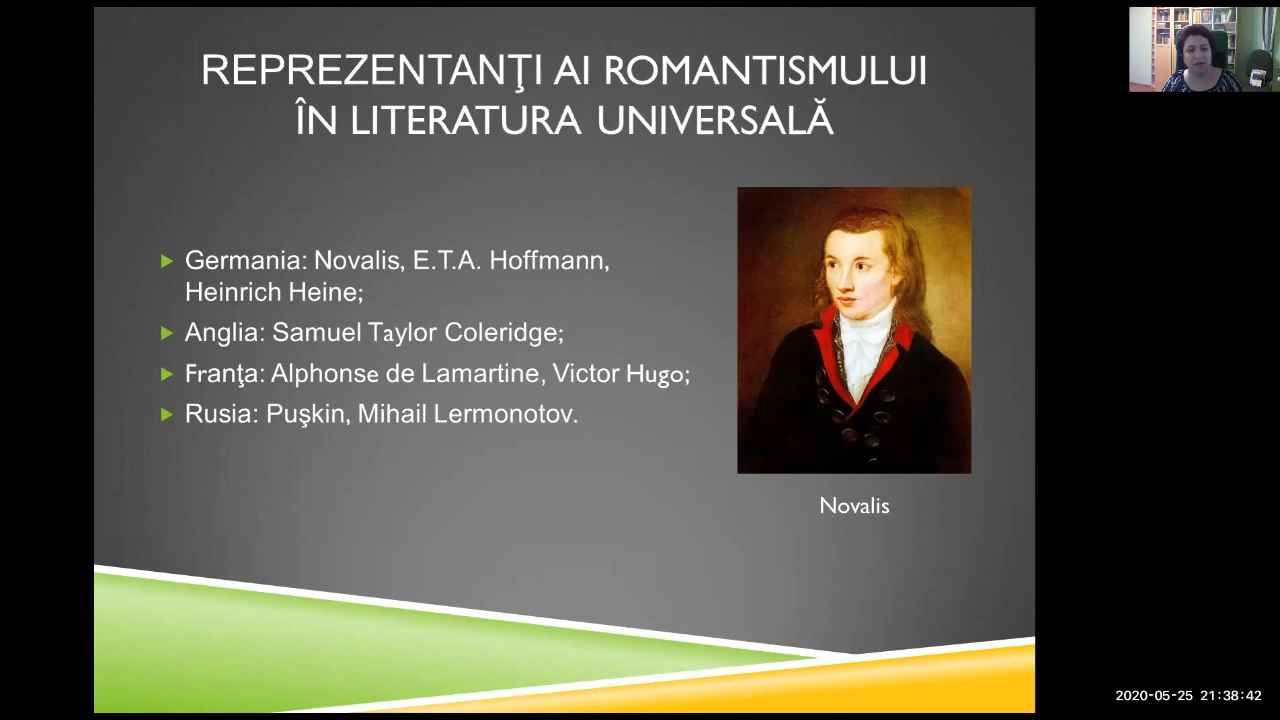 REPREZENTANŢI AI ROMANTISMULUI
ÎN LITERATURA UNIVERSALĂ
Germania: Novalis, E.T.A. Hoffmann,
Heinrich Heine;
Anglia: Samuel Taylor Coleridge;
Franţa: Alphonse de Lamartine, Victor Hugo;
Rusia: Puşkin, Mihail Lermonotov.
Novalis
2020-05-25 21:38:42